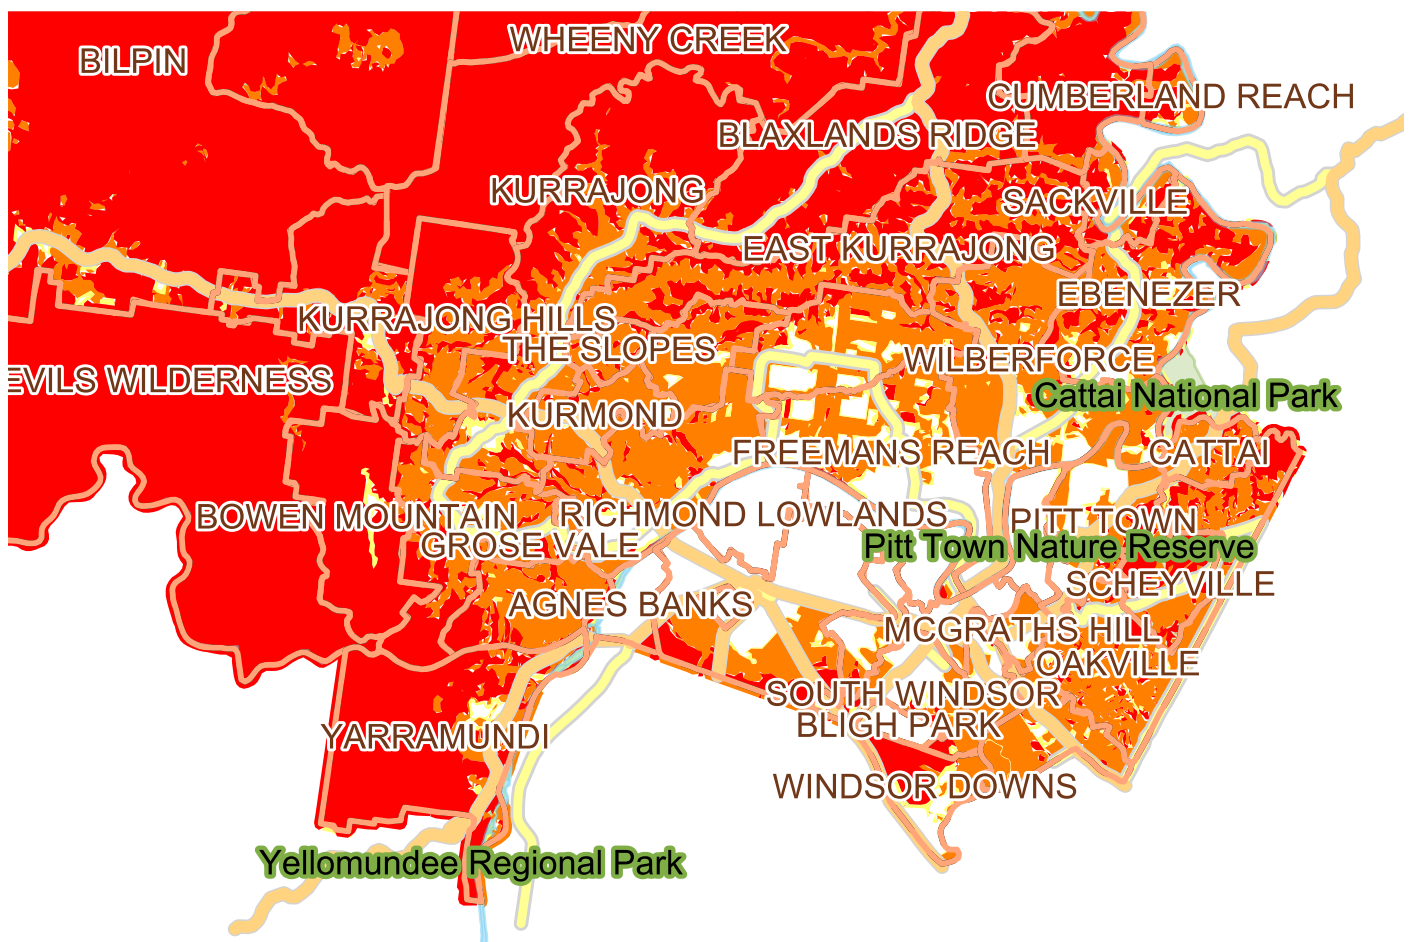 WHEENY CREEK
BILPIN
CUMBERLAND REACH
BLAXLANDS RIDGE
KURRAJONG
SACKVILLE
EAST KURRAJONG
EBENEZER
KURRAJONG HILLS
THE SLOPES
WILBERFORCE
EVILS WILDERNESS
Cattai National Park
KURMOND
FREEMANS REACH
CATTAI
BOWEN MOUNTAIN
RICHMOND LOWLANDS
PITT TOWN
GROSE VALE
Pitt Town Nature Reserve
SCHEYVILLE
AGNES BANKS
MCGRATHS HILL
OAKVILLE
SOUTH WINDSOR
BLIGH PARK
YARRAMUNDI
WINDSOR DOWNS
Yellomundee Regional Park